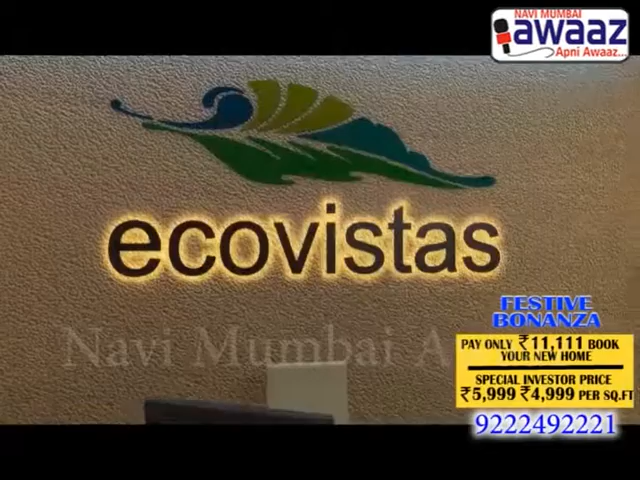 NAVI MUMBAI
awaaz
Apni Awaaz...
ecovistas
Navi Mumbai A
FESTIVE
BONANZA
PAY ONLY ₹11,111 BOOK
YOUR NEW HOME
SPECIAL INVESTOR PRICE
₹5,999 ₹4,999 PER SQ.FT
9222492221